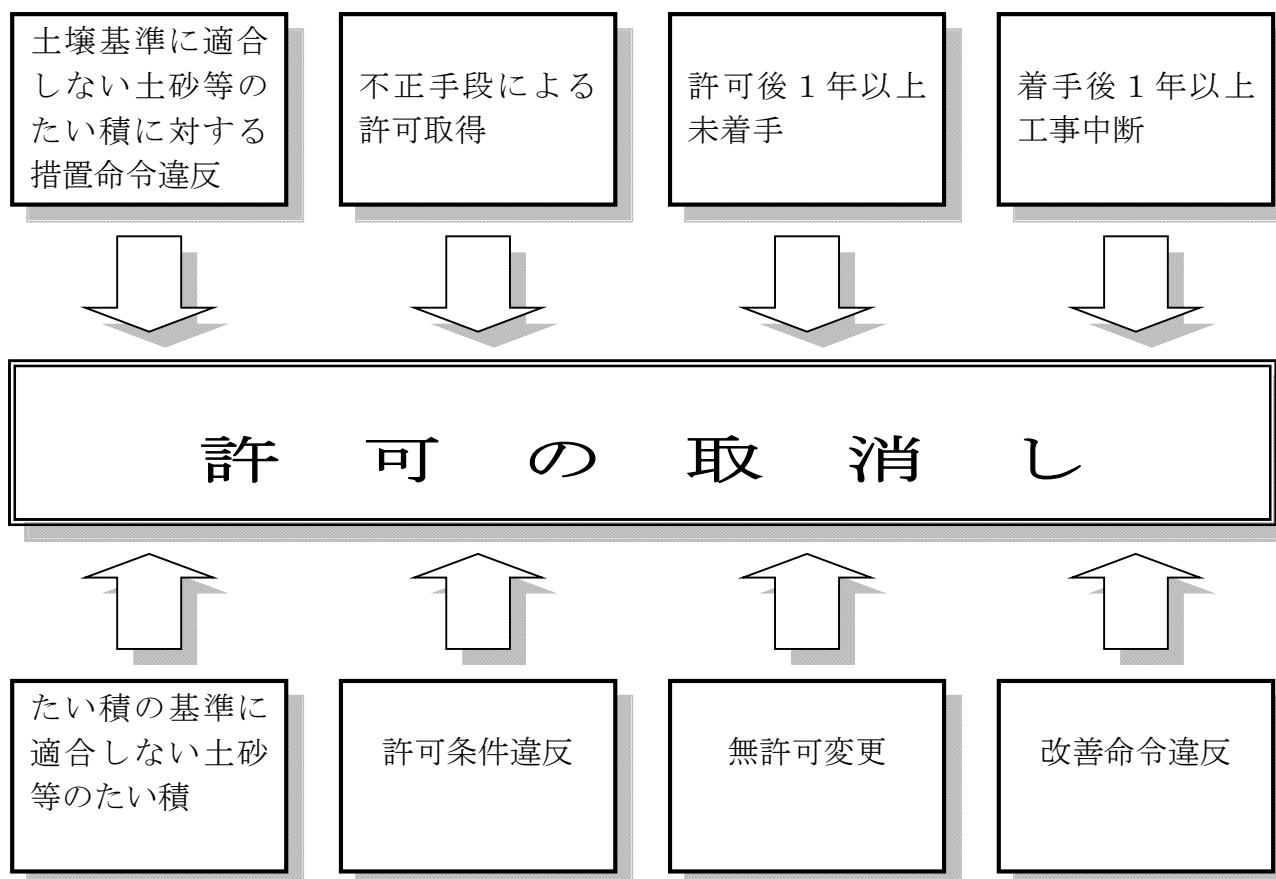 土壌基準に適合
しない土砂等の
たい積に対する
措置命令違反
不正手段による
許可取得
許可後１年以上
未着手
着手後１年以上
工事中断
許可の取消し
たい積の基準に
適合しない土砂
等のたい積
許可条件違反
無許可変更
改善命令違反